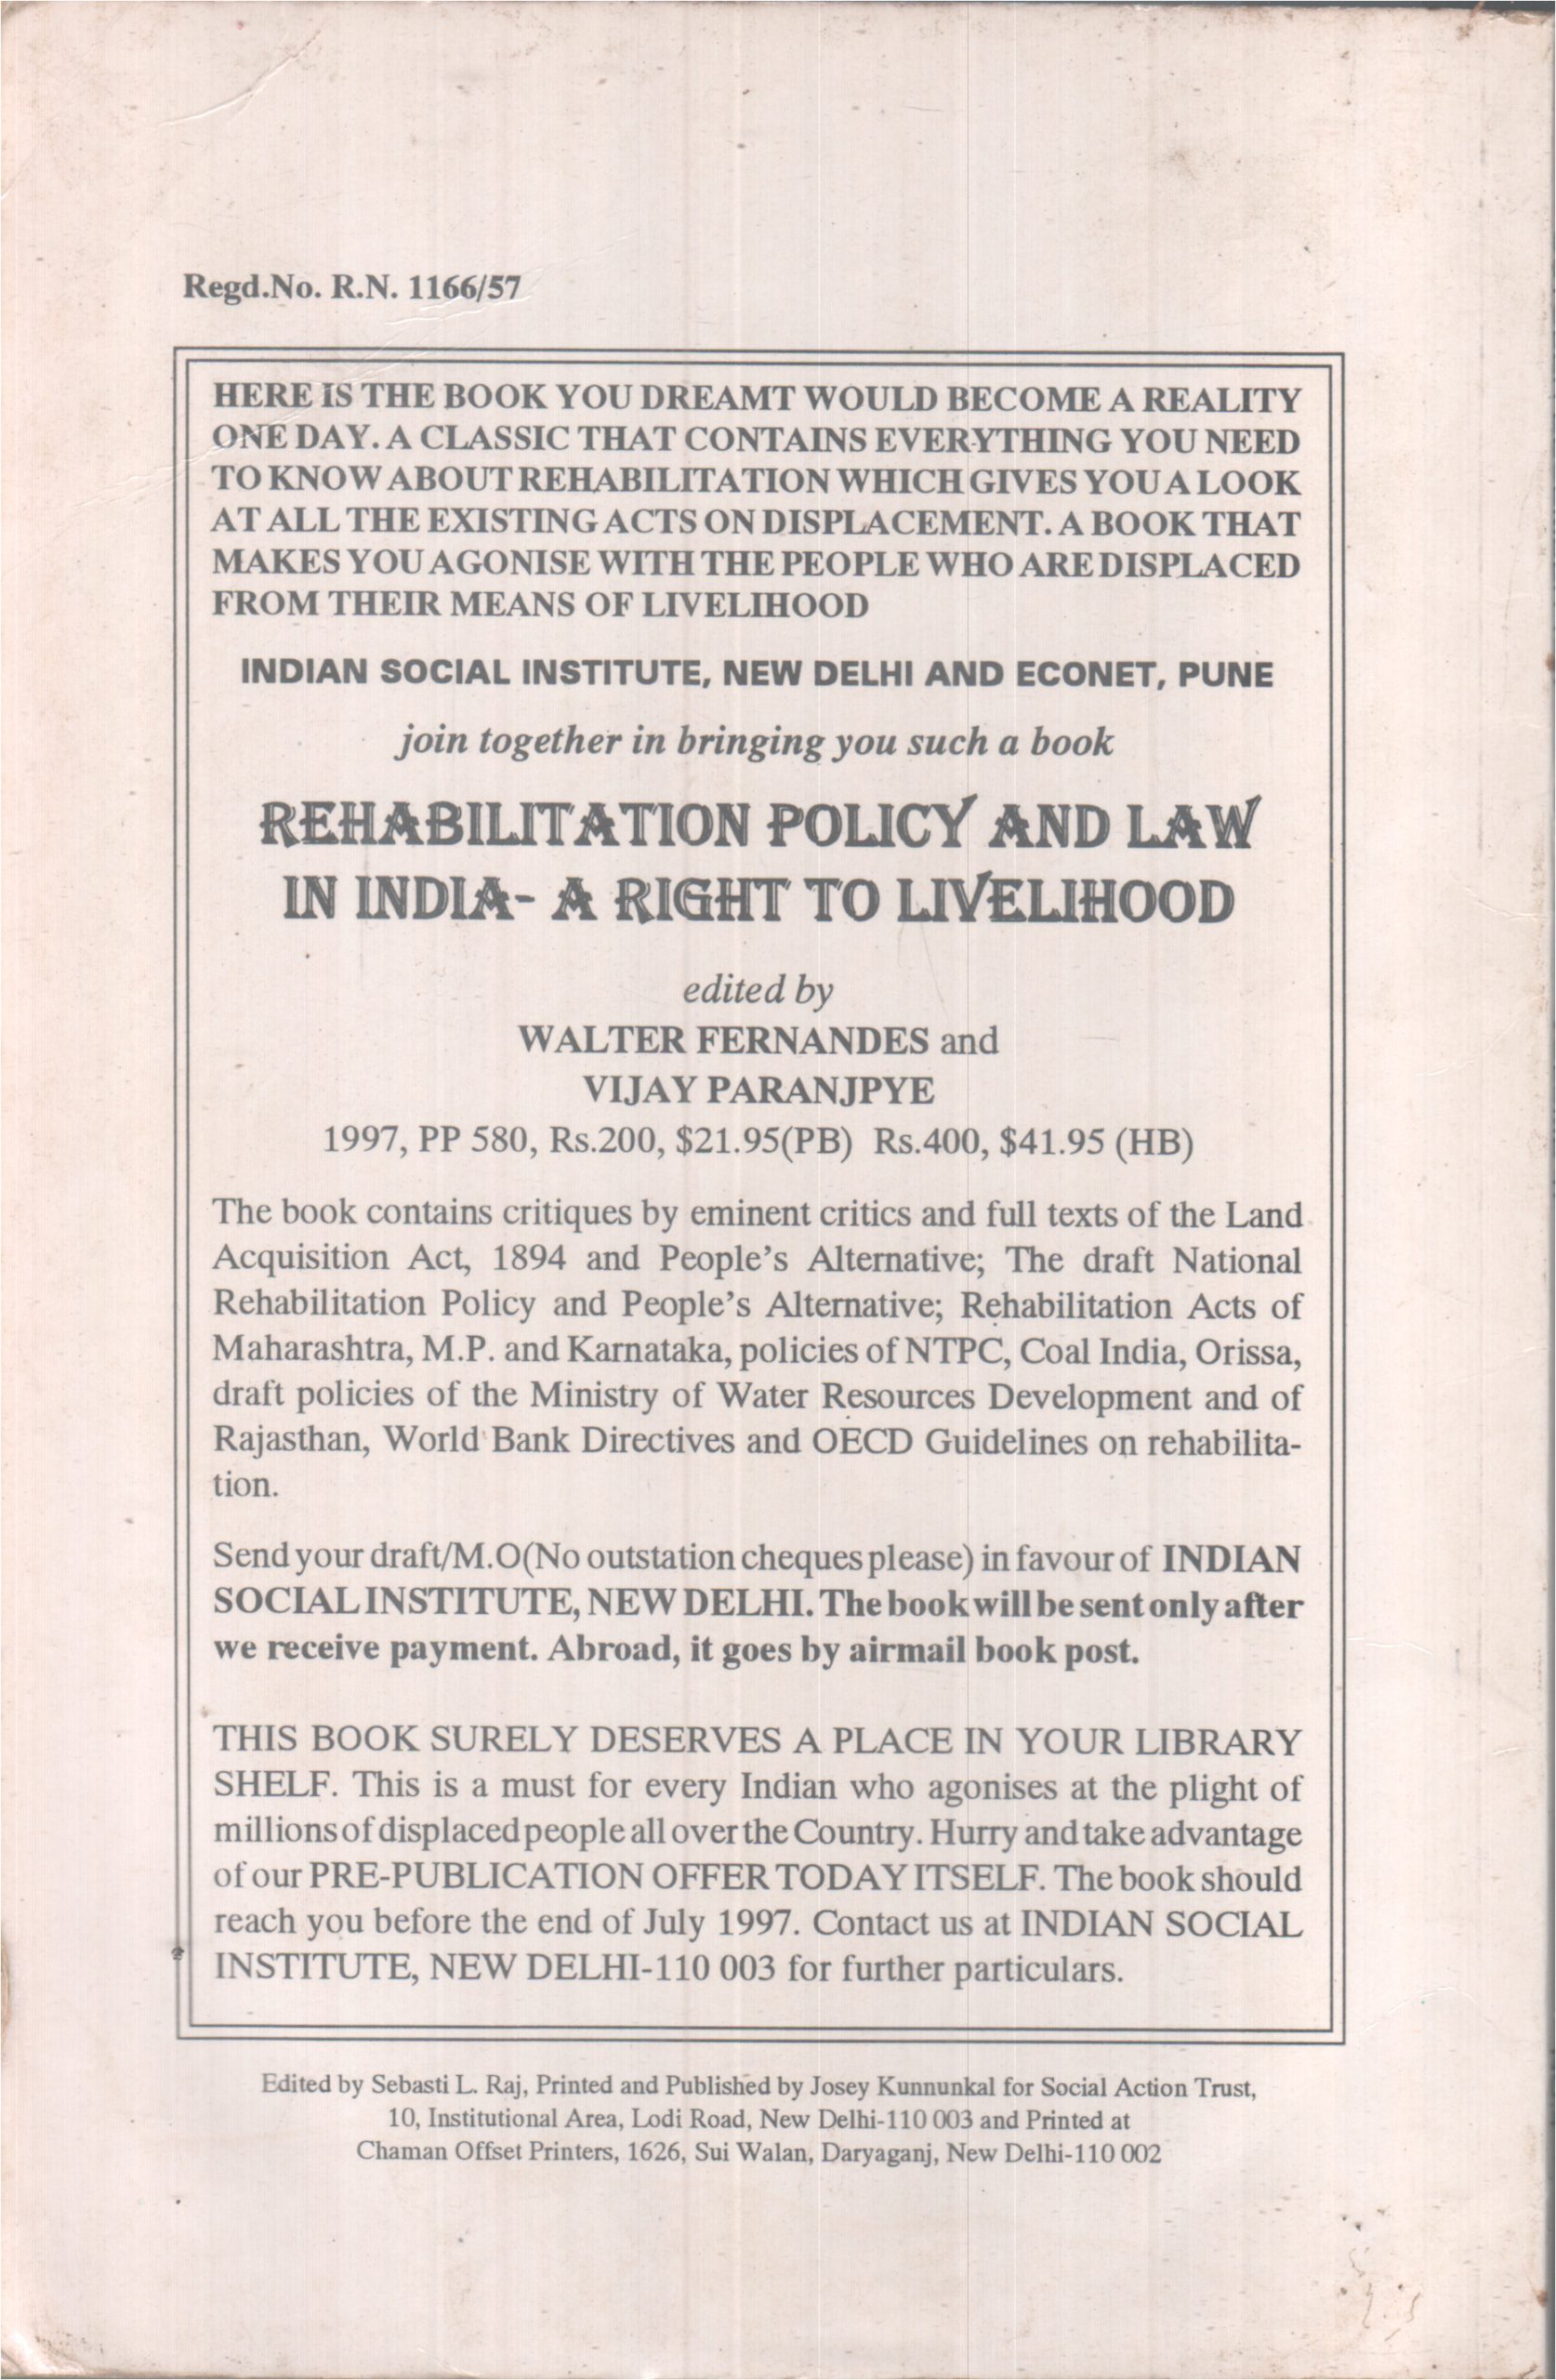 Regd.No. R.N. 1166/57
HERE IS THE BOOK YOU DREAMT WOULD BECOME A REALITY
ONE DAY. A CLASSIC THAT CONTAINS EVERYTHING YOU NEED
TO KNOW ABOUT REHABILITATION WHICH GIVES YOU A LOOK
AT ALL THE EXISTING ACTS ON DISPLACEMENT. A BOOK THAT
MAKES YOU AGONISE WITH THE PEOPLE WHO ARE DISPLACED
FROM THEIR MEANS OF LIVELIHOOD
INDIAN SOCIAL INSTITUTE, NEW DELHI AND ECONET, PUNE
join together in bringing you such a book
REHABILITATION POLICY AND LAW
IN INDIA- A RIGHT TO LIVELIHOOD
edited by
WALTER FERNANDES and
VIJAY PARANJPYE
1997, PP 580, Rs.200, $21.95(PB) Rs.400, $41.95 (HB)
The book contains critiques by eminent critics and full texts of the Land
Acquisition Act, 1894 and People's Alternative; The draft National
Rehabilitation Policy and People's Alternative; Rehabilitation Acts of
Maharashtra, M.P. and Karnataka, policies of NTPC, Coal India, Orissa,
draft policies of the Ministry of Water Resources Development and of
Rajasthan, World Bank Directives and OECD Guidelines on rehabilita-
tion.
Send your draft/M.O(No outstation cheques please) in favour of INDIAN
SOCIAL INSTITUTE, NEW DELHI. The book will be sent only after
we receive payment. Abroad, it goes by airmail book post.
THIS BOOK SURELY DESERVES A PLACE IN YOUR LIBRARY
SHELF. This is a must for every Indian who agonises at the plight of
millions of displaced people all over the Country. Hurry and take advantage
of our PRE-PUBLICATION OFFER TODAY ITSELF. The book should
reach you before the end of July 1997. Contact us at INDIAN SOCIAL
INSTITUTE, NEW DELHI-110 003 for further particulars.
Edited by Sebasti L. Raj, Printed and Published by Josey Kunnunkal for Social Action Trust,
10, Institutional Area, Lodi Road, New Delhi-110 003 and Printed at
Chaman Offset Printers, 1626, Sui Walan, Daryaganj, New Delhi-110 002